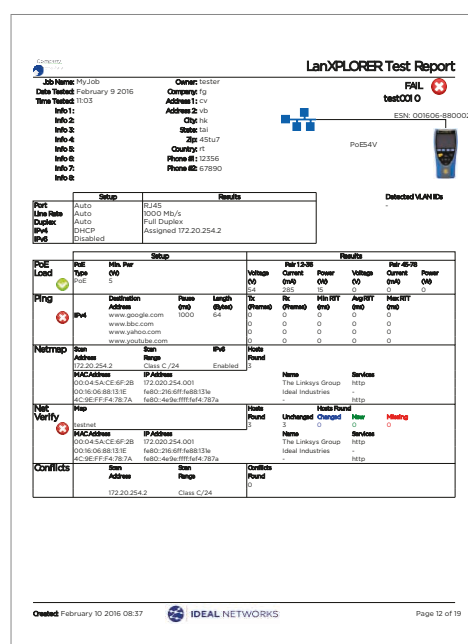 Company
LanXPLORER Test Report
Job Name: MyJob Owner: tester
Date Tested: February 9 2016 Company: fg
Time Tested: 11:03 Address 1: cv
Info 1: Address 2: vb
Info 2: City: hk
Info 3: State: tai
Info 4: Zip: 45tu7
Info 5: Country: rt
Info 6: Phone #1: 12356
Info 7: Phone #2: 67890
Info 8:
FAIL
test001 0
ESN: 001606-880002
PoE54V
Setup Results Detected VLAN IDs
Port Auto RJ45 -
Line Rate Auto 1000 Mb/s
Duplex Auto Full Duplex
IPv4 DHCP Assigned 172.20.254.2
IPv6 Disabled
Setup Results
PoE Load PoE Type Min. Pwr (W) Pair 12-36 Pair 45-78
Voltage (V) Current (mA) Power (W) Voltage (V) Current (mA) Power (W)
PoE 5 54 285 15 0 0 0
Ping Destination Address Pause (ms) Length (Bytes) Tx (Frames) Rx (Frames) Min RTT (ms) Avg RTT (ms) Max RTT (ms)
IPv4 www.google.com 1000 64 0 0 0 0 0
www.bbc.com 0 0 0 0 0
www.yahoo.com 0 0 0 0 0
www.youtube.com 0 0 0 0 0
Netmap Scan Address Scan Range IPv6 Hosts Found
172.20.254.2 Class C /24 Enabled 3
MAC Address IP Address Name Services
00:04:5A:CE:6F:2B 172.020.254.001 The Linksys Group http
00:16:06:88:13:1E fe80::216:6ff:fe88:131e Ideal Industries -
4C:9E:FF:F4:78:7A fe80::4e9e:ffff:fef4:787a - http
Net Verify Map Hosts Found Hosts Found
Unchanged Changed New Missing
testnet 3 3 0 0 0
MAC Address IP Address Name Services
00:04:5A:CE:6F:2B 172.020.254.001 The Linksys Group http
00:16:06:88:13:1E fe80::216:6ff:fe88:131e Ideal Industries -
4C:9E:FF:F4:78:7A fe80::4e9e:ffff:fef4:787a - http
Conflicts Scan Address Scan Range Conflicts Found
0
172.20.254.2 Class C/24
Created: February 10 2016 08:37 IDEAL NETWORKS Page 12 of 19